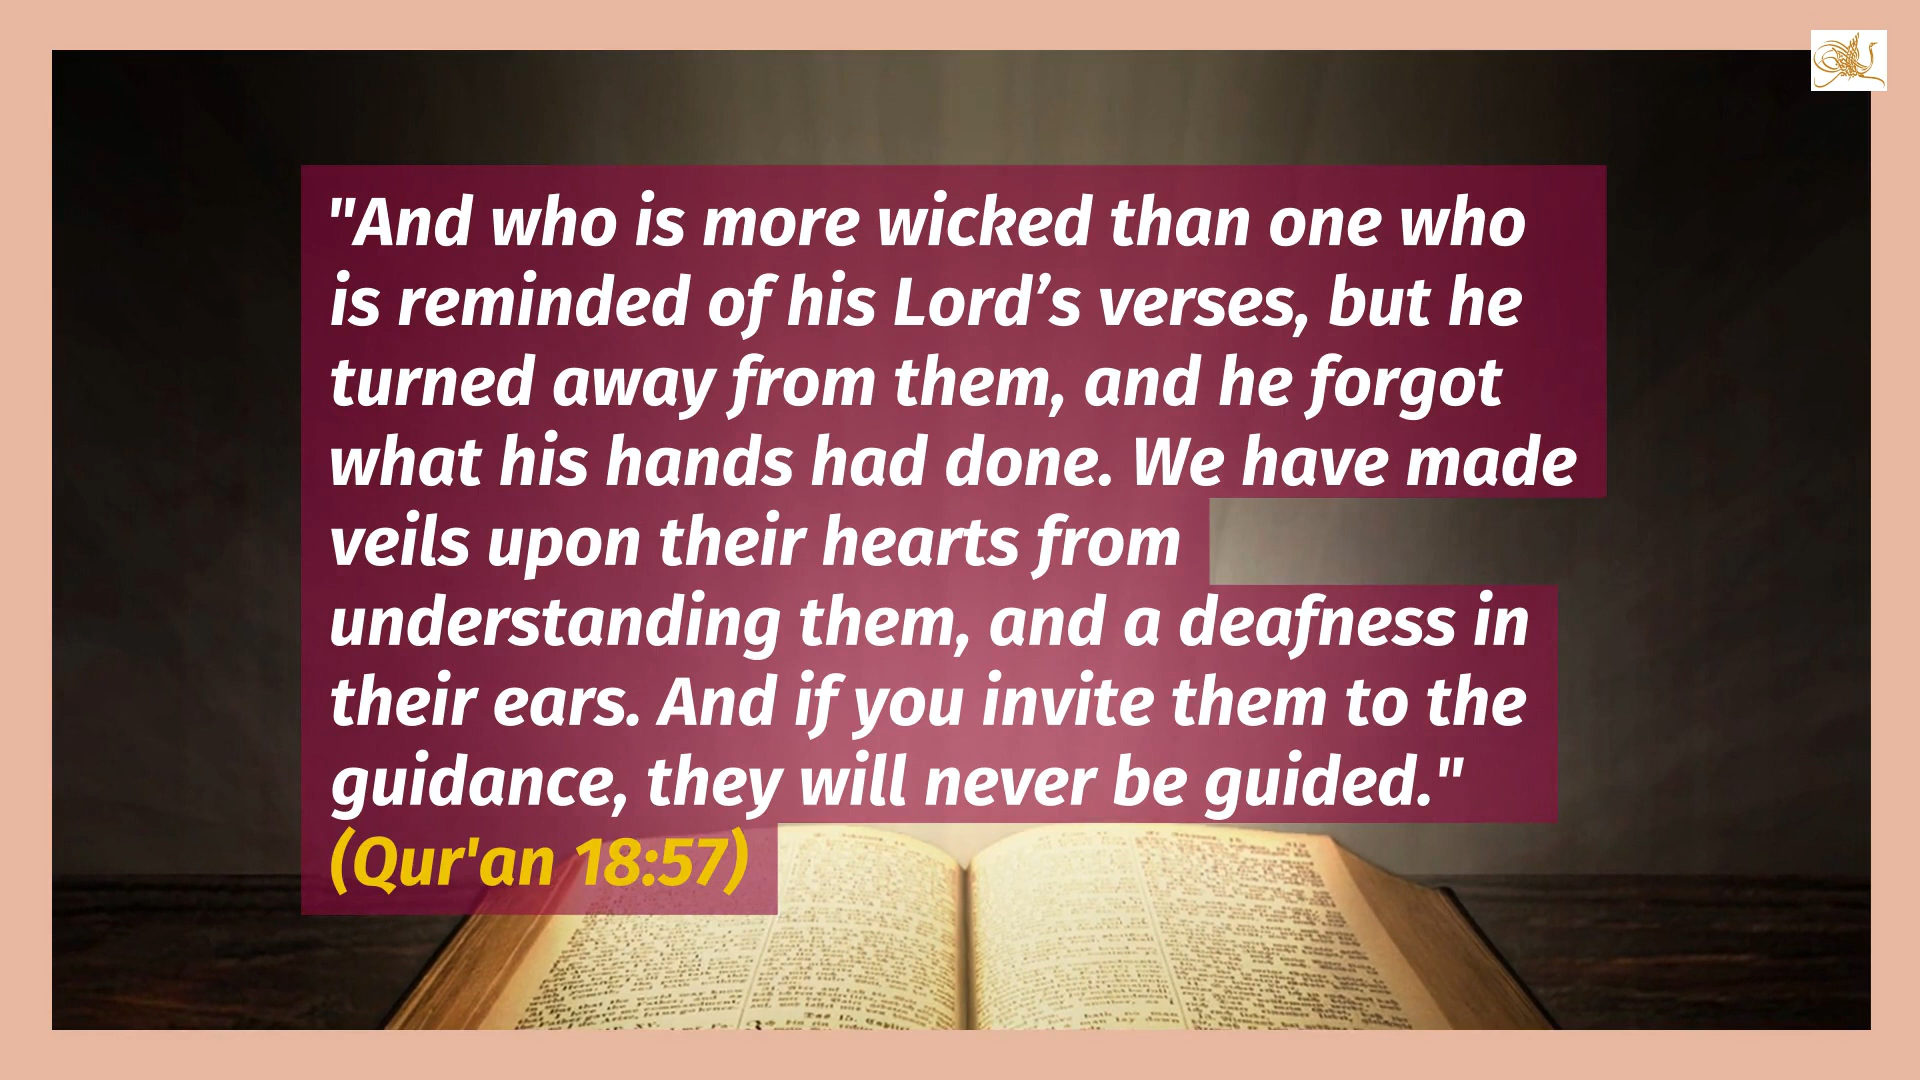 "And who is more wicked than one who
is reminded of his Lord’s verses, but he
turned away from them, and he forgot
what his hands had done. We have made
veils upon their hearts from
understanding them, and a deafness in
their ears. And if you invite them to the
guidance, they will never be guided."
(Qur'an 18:57)